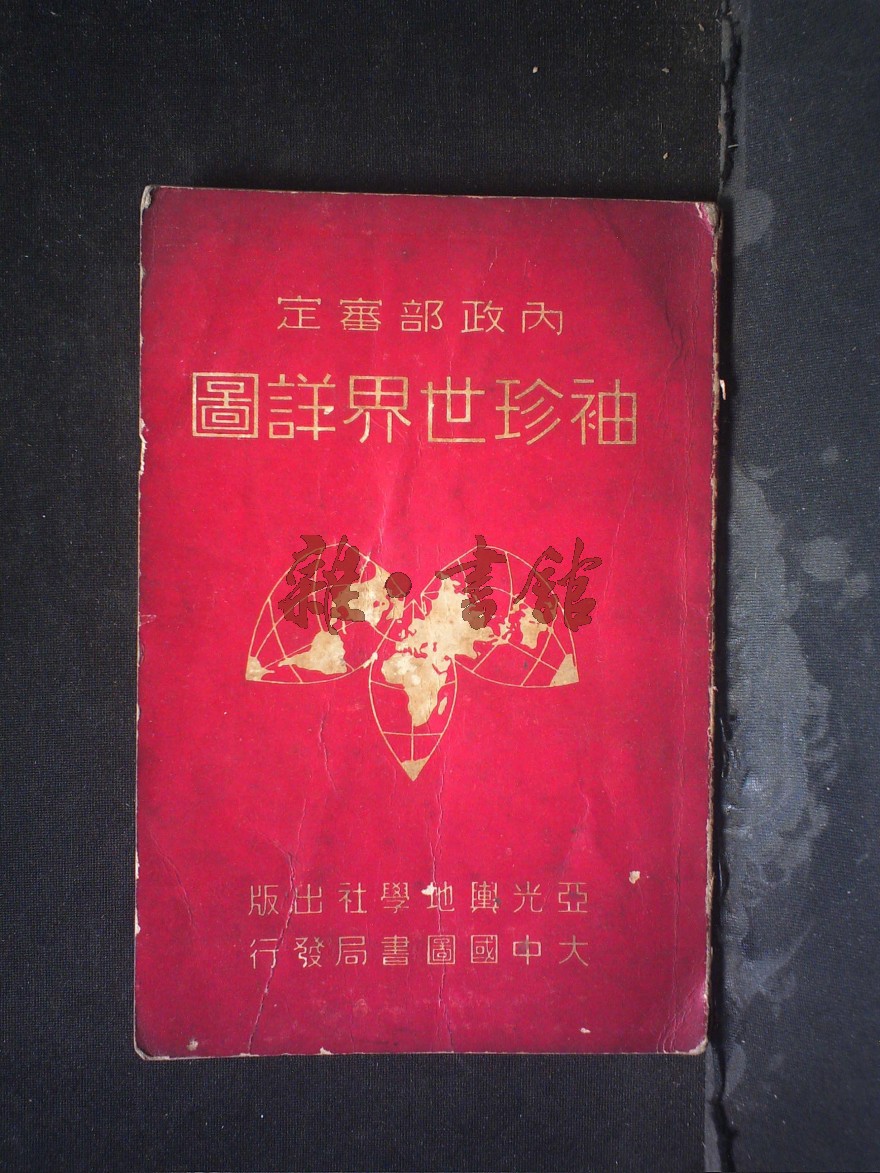 內政部審定
袖珍世界詳圖
雜·書館
亞光輿地學社出版
大中國圖書局發行